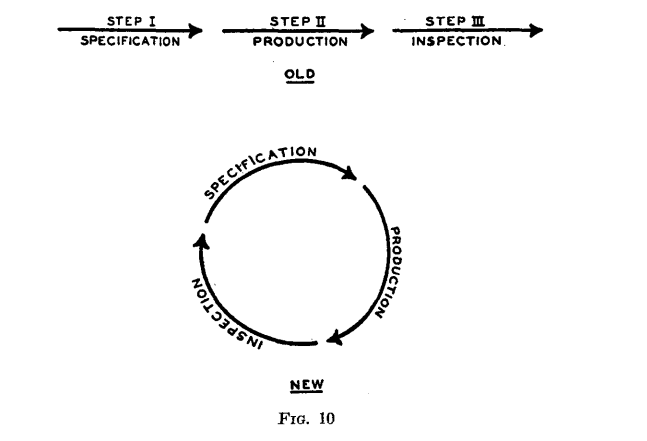 STEP I STEP II STEP III
SPECIFICATION PRODUCTION INSPECTION
OLD
SPECIFICATION
PRODUCTION
INSPECTION
NEW
FIG. 10